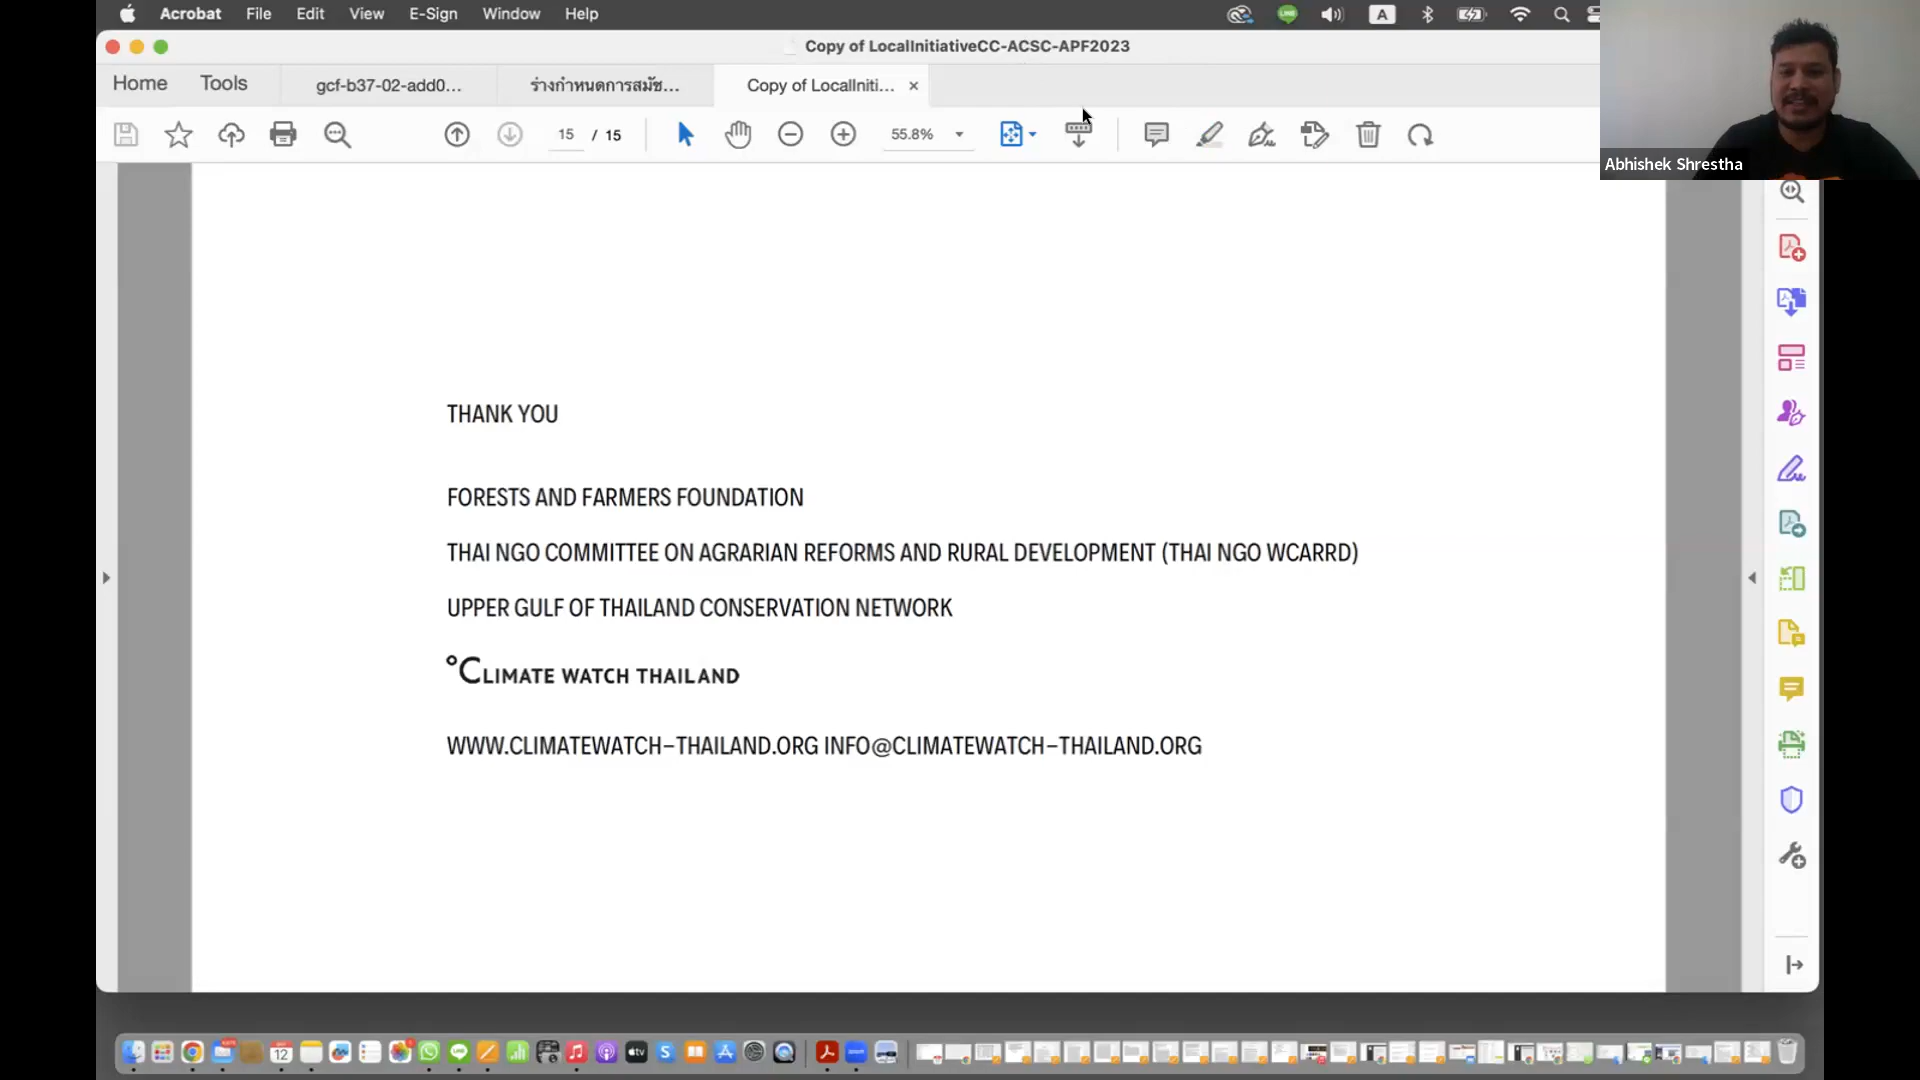 Acrobat File Edit View E-Sign Window Help
A
Copy of LocalInitiativeCC-ACSC-APF2023
Home Tools gcf-b37-02-add0... ร่างกำหนดการสมัช... Copy of LocalIniti...
15 / 15 55.8%
Abhishek Shrestha
THANK YOU
FORESTS AND FARMERS FOUNDATION
THAI NGO COMMITTEE ON AGRARIAN REFORMS AND RURAL DEVELOPMENT (THAI NGO WCARRD)
UPPER GULF OF THAILAND CONSERVATION NETWORK
°CLIMATE WATCH THAILAND
WWW.CLIMATEWATCH-THAILAND.ORG INFO@CLIMATEWATCH-THAILAND.ORG
12
tv